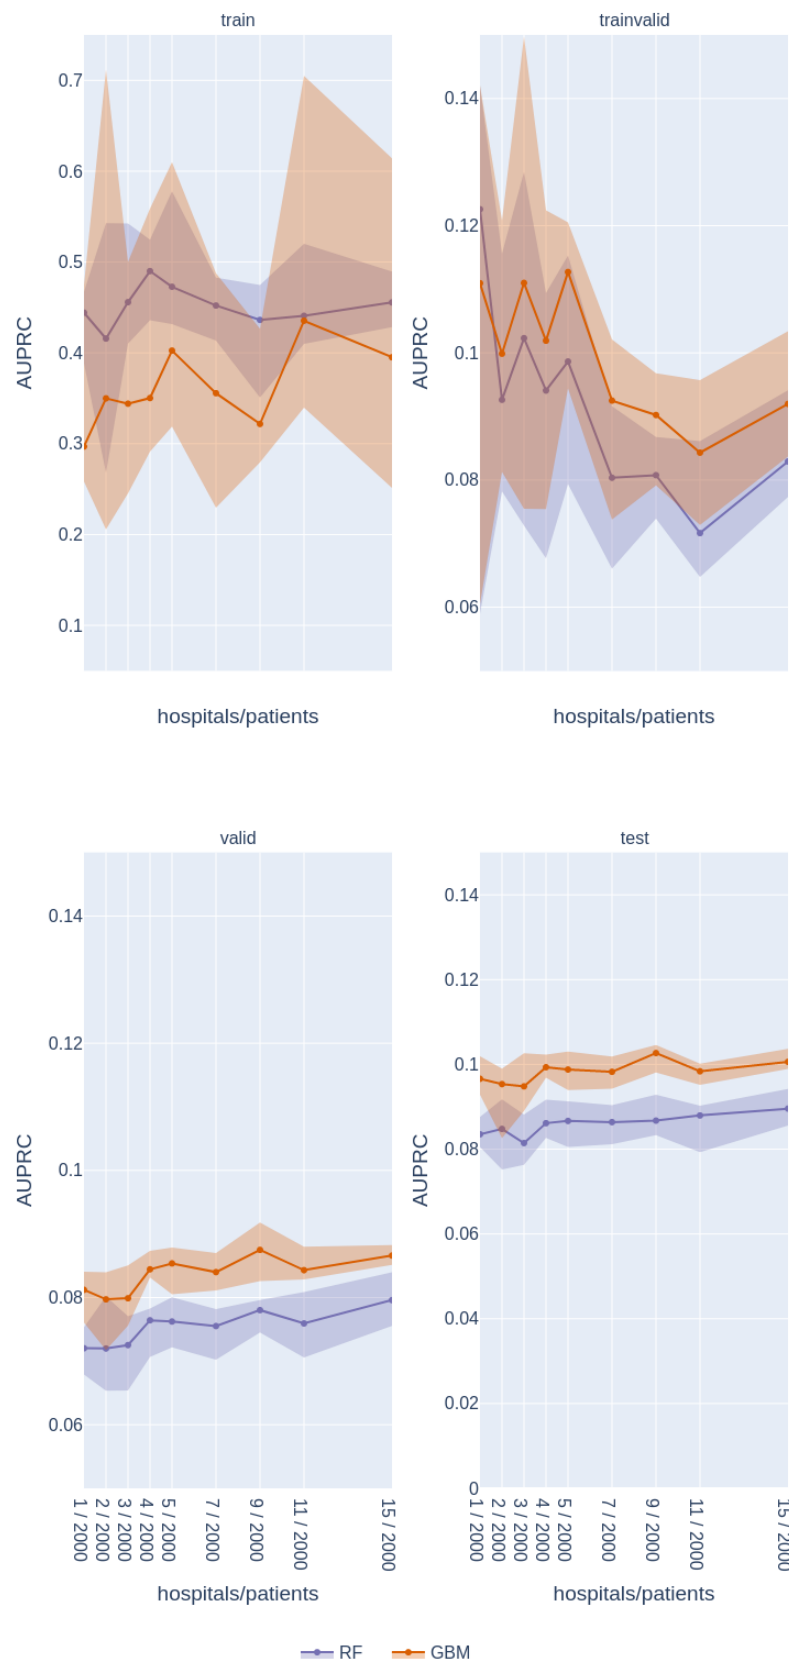 train
trainvalid
0.7
0.6
0.5
0.4
0.3
0.2
0.1
AUPRC
hospitals/patients
0.14
0.12
0.1
0.08
0.06
AUPRC
hospitals/patients
valid
test
0.14
0.12
0.1
0.08
0.06
AUPRC
1 / 2000
2 / 2000
3 / 2000
4 / 2000
5 / 2000
7 / 2000
9 / 2000
11 / 2000
15 / 2000
hospitals/patients
0.14
0.12
0.1
0.08
0.06
0.04
0.02
0
AUPRC
1 / 2000
2 / 2000
3 / 2000
4 / 2000
5 / 2000
7 / 2000
9 / 2000
11 / 2000
15 / 2000
hospitals/patients
RF
GBM